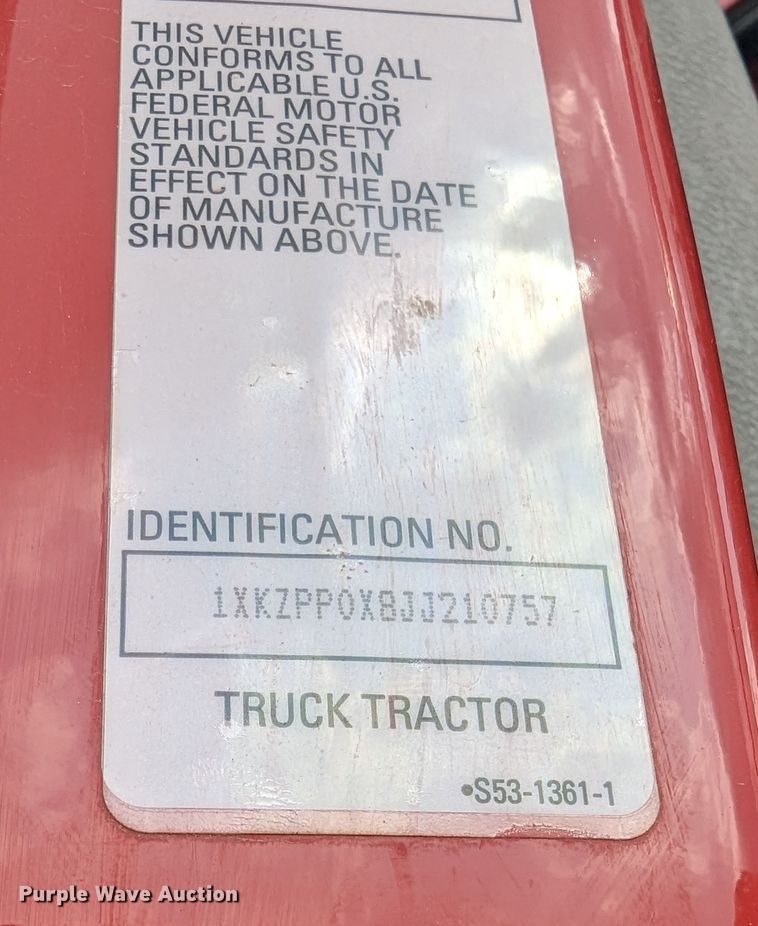 THIS VEHICLE
CONFORMS TO ALL
APPLICABLE U.S.
FEDERAL MOTOR
VEHICLE SAFETY
STANDARDS IN
EFFECT ON THE DATE
OF MANUFACTURE
SHOWN ABOVE.
IDENTIFICATION NO.
1XKZPP0X8JJ210757
TRUCK TRACTOR
•S53-1361-1
Purple Wave Auction